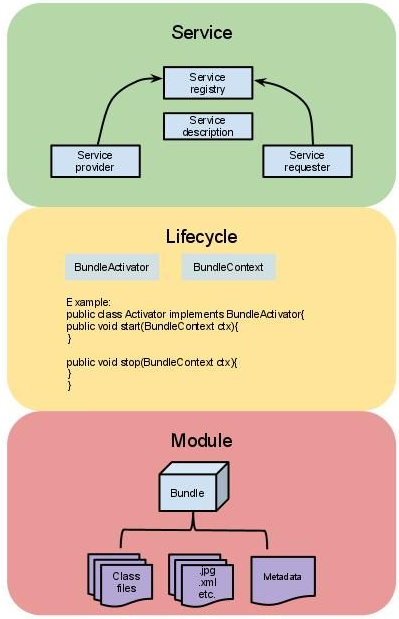 Service
Service
registry
Service
description
Service
provider
Service
requester
Lifecycle
BundleActivator
BundleContext
E xample:
public class Activator implements BundleActivator{
public void start(BundleContext ctx){
}
public void stop(BundleContext ctx){
}
}
Module
Bundle
Class
files
.jpg
.xml
etc.
Metadata